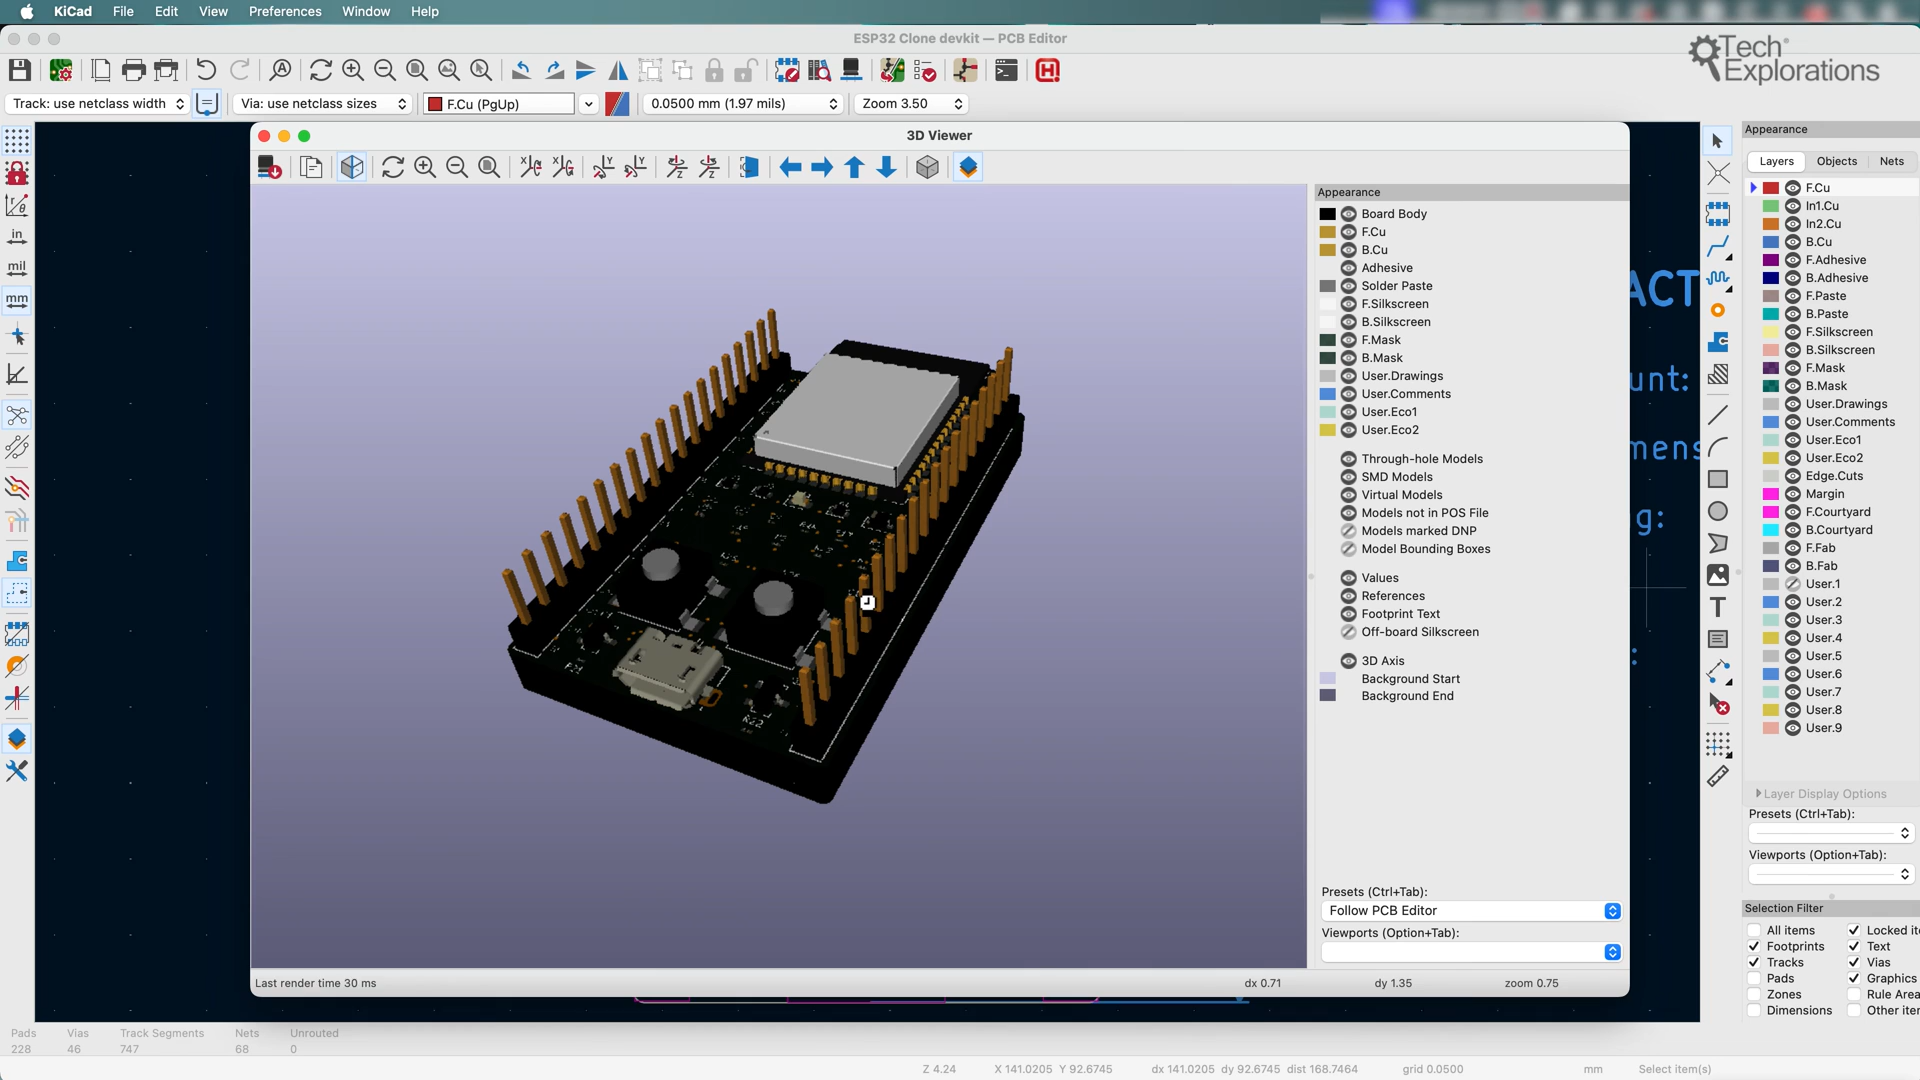 KiCad File Edit View Preferences Window Help
ESP32 Clone devkit — PCB Editor
Tech
Explorations
Track: use netclass width Via: use netclass sizes F.Cu (PgUp) 0.0500 mm (1.97 mils) Zoom 3.50
3D Viewer
in
mil
mm
Appearance
Board Body
F.Cu
B.Cu
Adhesive
Solder Paste
F.Silkscreen
B.Silkscreen
F.Mask
B.Mask
User.Drawings
User.Comments
User.Eco1
User.Eco2
Through-hole Models
SMD Models
Virtual Models
Models not in POS File
Models marked DNP
Model Bounding Boxes
Values
References
Footprint Text
Off-board Silkscreen
3D Axis
Background Start
Background End
Presets (Ctrl+Tab):
Follow PCB Editor
Viewports (Option+Tab):
Last render time 30 ms dx 0.71 dy 1.35 zoom 0.75
R22
ACT
unt:
mens
g:
:
Appearance
Layers Objects Nets
F.Cu
In1.Cu
In2.Cu
B.Cu
F.Adhesive
B.Adhesive
F.Paste
B.Paste
F.Silkscreen
B.Silkscreen
F.Mask
B.Mask
User.Drawings
User.Comments
User.Eco1
User.Eco2
Edge.Cuts
Margin
F.Courtyard
B.Courtyard
F.Fab
B.Fab
User.1
User.2
User.3
User.4
User.5
User.6
User.7
User.8
User.9
Layer Display Options
Presets (Ctrl+Tab):
Viewports (Option+Tab):
Selection Filter
All items Locked ite
Footprints Text
Tracks Vias
Pads Graphics
Zones Rule Area
Dimensions Other iter
Pads Vias Track Segments Nets Unrouted
228 46 747 68 0
Z 4.24 X 141.0205 Y 92.6745 dx 141.0205 dy 92.6745 dist 168.7464 grid 0.0500 mm Select item(s)